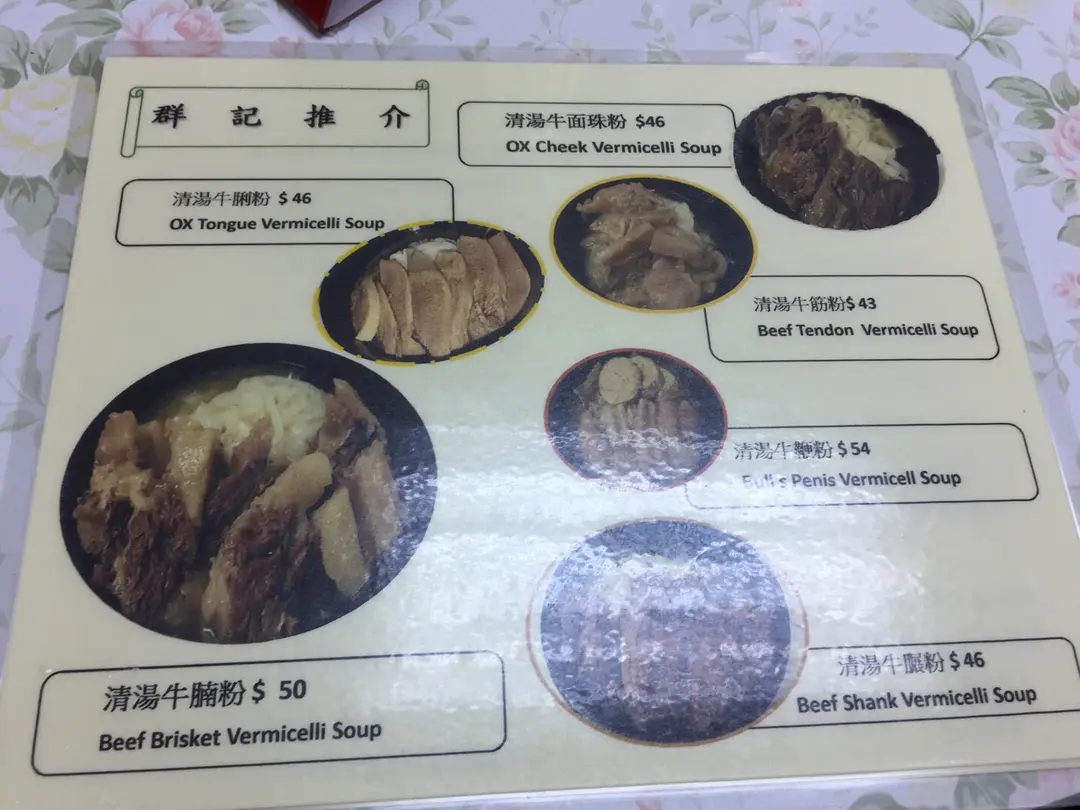 群記推介
清湯牛面珠粉 $46
OX Cheek Vermicelli Soup
清湯牛脷粉 $ 46
OX Tongue Vermicelli Soup
清湯牛筋粉$ 43
Beef Tendon Vermicelli Soup
清湯牛鞭粉 $ 54
Bull's Penis Vermicell Soup
清湯牛腩粉 $ 50
Beef Brisket Vermicelli Soup
清湯牛𦟌粉 $ 46
Beef Shank Vermicelli Soup